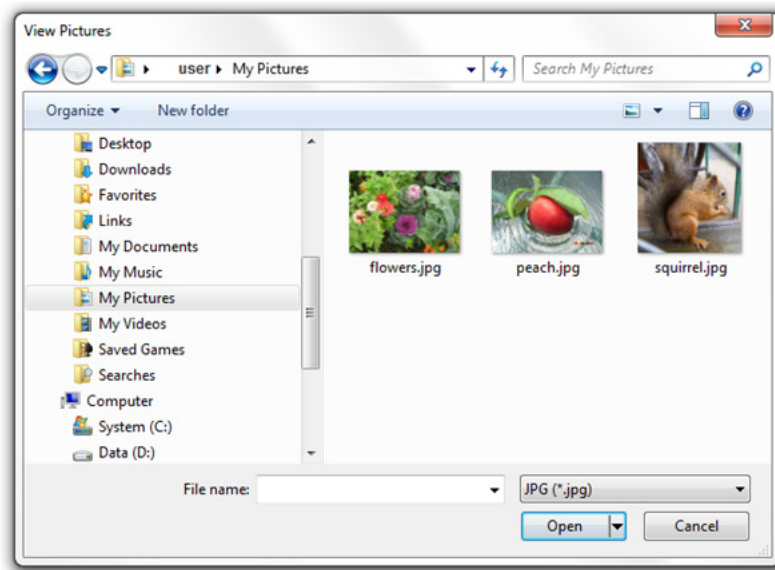 View Pictures
user My Pictures
Search My Pictures
Organize New folder
Desktop
Downloads
Favorites
Links
My Documents
My Music
My Pictures
My Videos
Saved Games
Searches
Computer
System (C:)
Data (D:)
flowers.jpg peach.jpg squirrel.jpg
File name: JPG (*.jpg)
Open Cancel